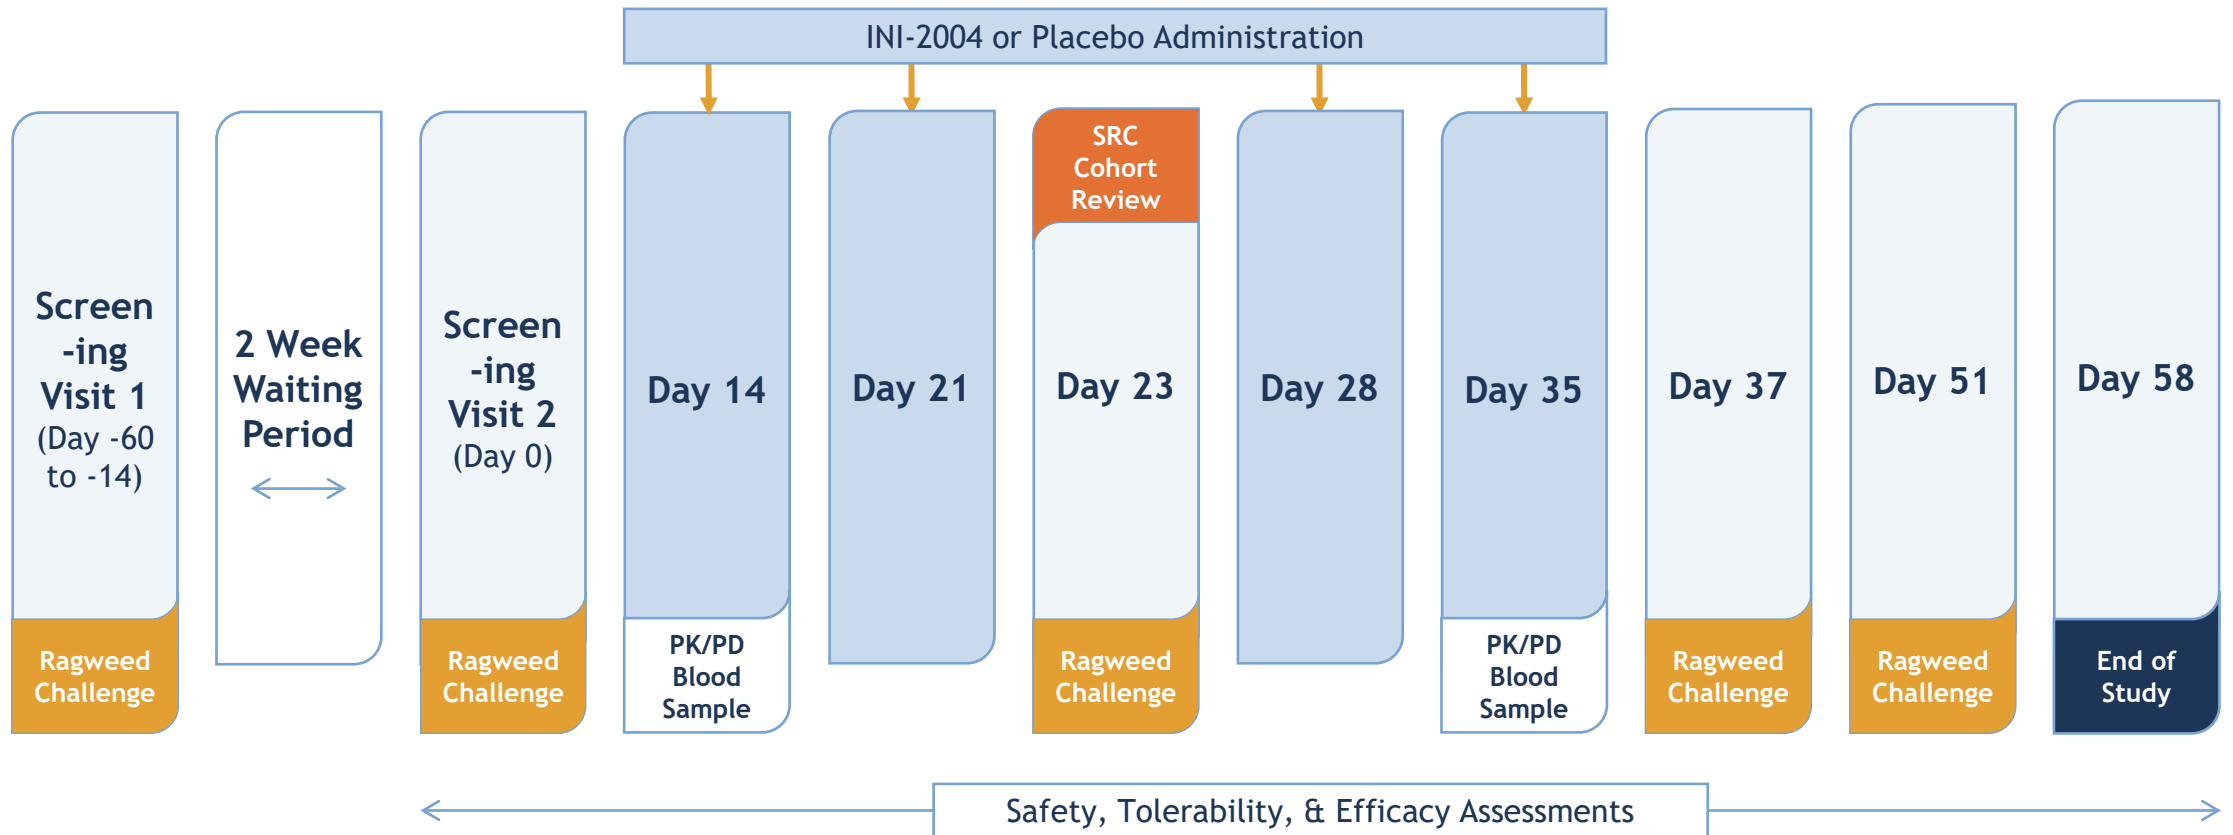 INI-2004 or Placebo Administration
Screen
-ing
Visit 1
(Day -60
to -14)
Ragweed
Challenge
2 Week
Waiting
Period
Screen
-ing
Visit 2
(Day 0)
Ragweed
Challenge
Day 14
PK/PD
Blood
Sample
Day 21
SRC
Cohort
Review
Day 23
Ragweed
Challenge
Day 28
Day 35
PK/PD
Blood
Sample
Day 37
Ragweed
Challenge
Day 51
Ragweed
Challenge
Day 58
End of
Study
Safety, Tolerability, & Efficacy Assessments